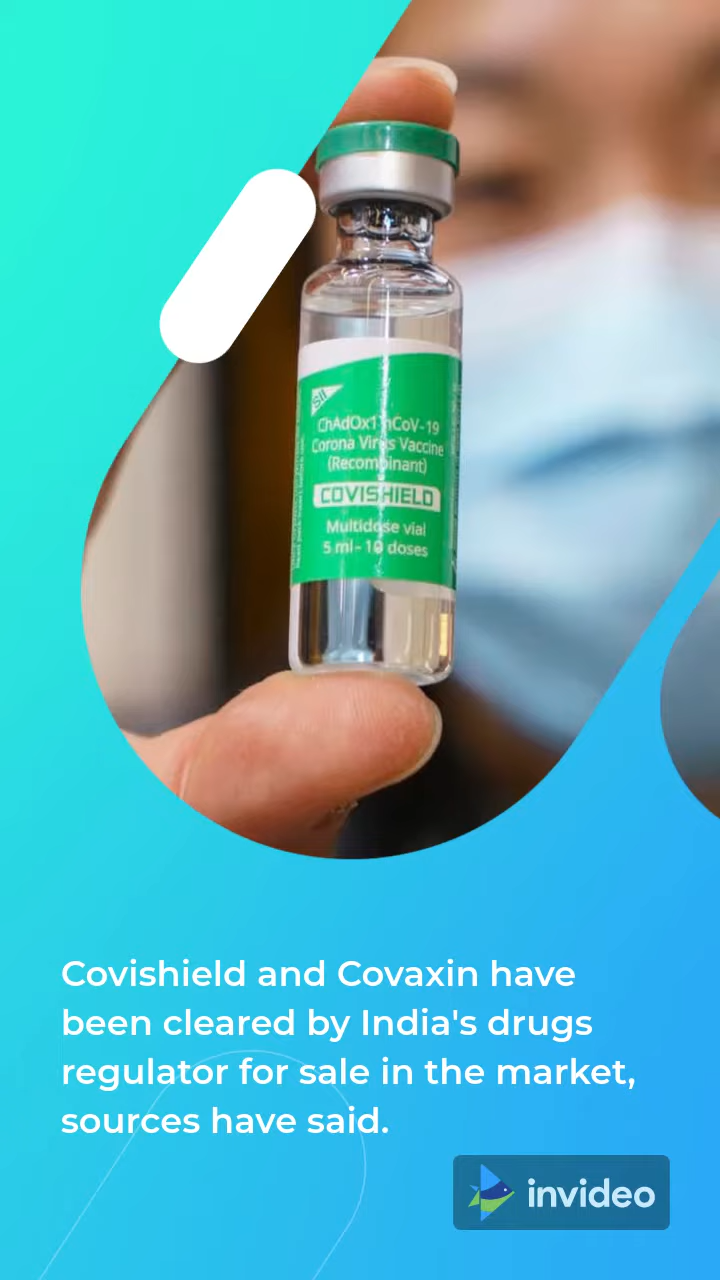 SII
ChAdOx1 nCoV-19
Corona Virus Vaccine
(Recombinant)
COVISHIELD
Multidose vial
5 ml - 10 doses
Covishield and Covaxin have
been cleared by India's drugs
regulator for sale in the market,
sources have said.
invideo